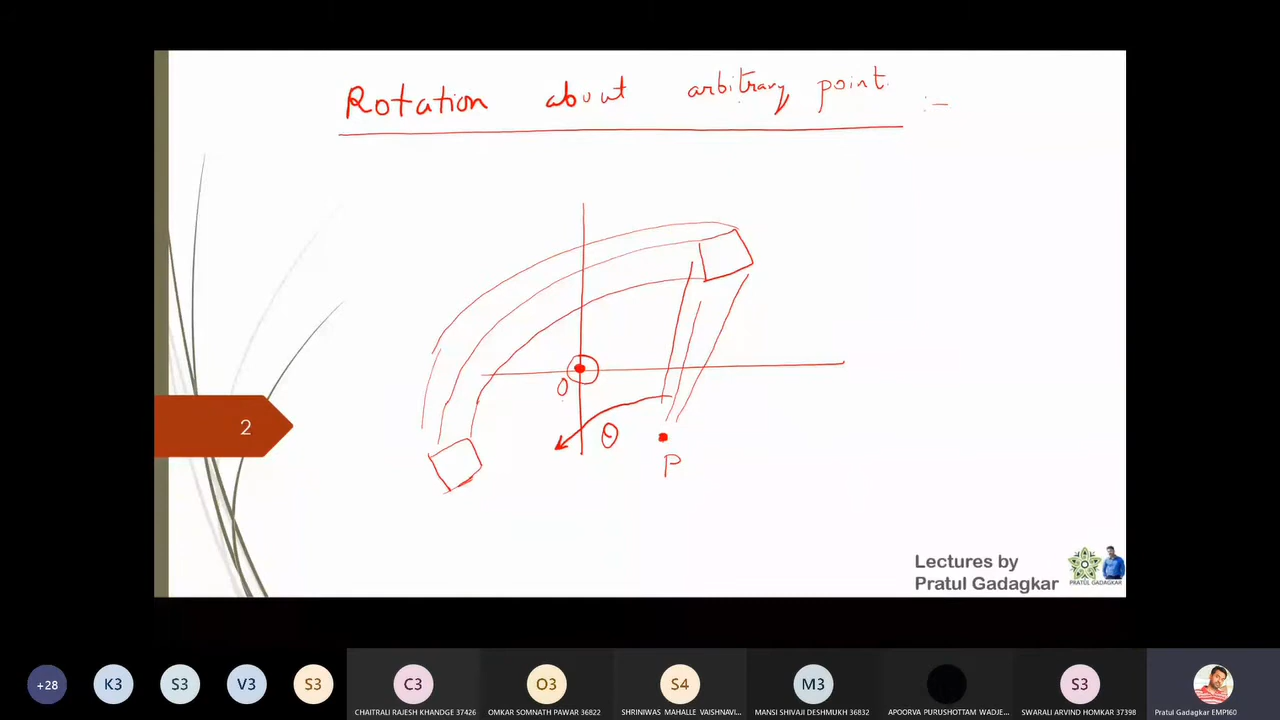 Rotation about arbitrary point :-
O
θ
P
2
Lectures by
Pratul Gadagkar
PRATUL GADAGKAR
+28
K3
S3
V3
S3
C3
O3
S4
M3
S3
CHAITRALI RAJESH KHANDGE 37426
OMKAR SOMNATH PAWAR 36822
SHRINIWAS MAHALLE VAISHNAVI...
MANSI SHIVAJI DESHMUKH 36832
APOORVA PURUSHOTTAM WADJE...
SWARALI ARVIND HOMKAR 37398
Pratul Gadagkar EMPI60